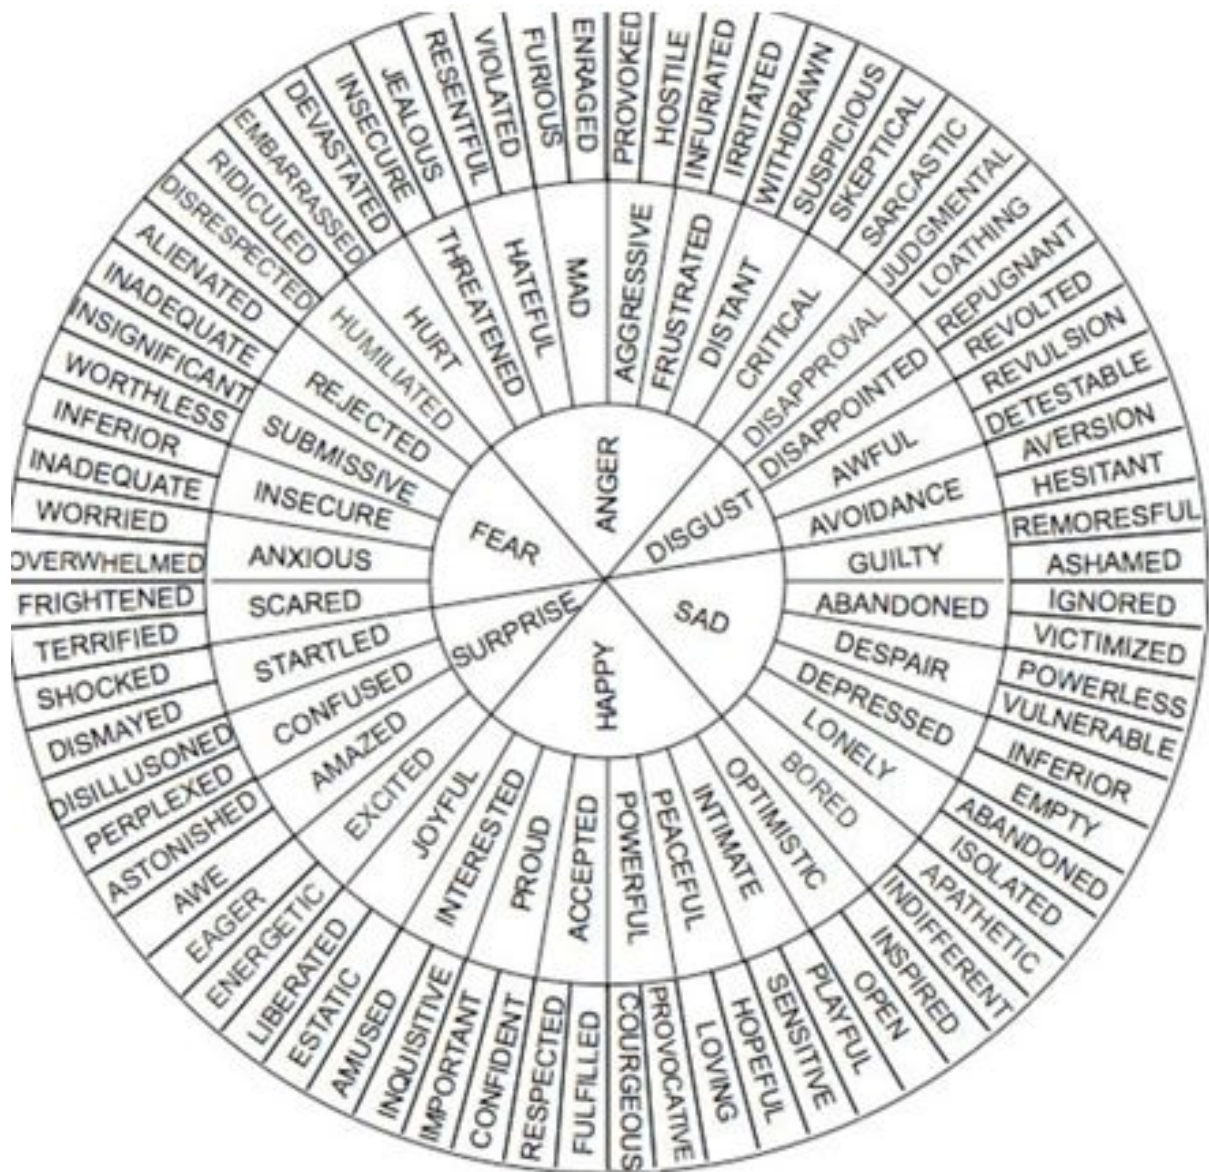 ANGER
DISGUST
SAD
HAPPY
SURPRISE
FEAR
AGGRESSIVE
FRUSTRATED
DISTANT
CRITICAL
DISAPPROVAL
DISAPPOINTED
AWFUL
AVOIDANCE
GUILTY
ABANDONED
DESPAIR
DEPRESSED
LONELY
BORED
OPTIMISTIC
INTIMATE
PEACEFUL
POWERFUL
ACCEPTED
PROUD
INTERESTED
JOYFUL
EXCITED
AMAZED
CONFUSED
STARTLED
SCARED
ANXIOUS
INSECURE
SUBMISSIVE
REJECTED
HUMILIATED
HURT
THREATENED
HATEFUL
MAD
PROVOKED
HOSTILE
INFURIATED
IRRITATED
WITHDRAWN
SUSPICIOUS
SKEPTICAL
SARCASTIC
JUDGMENTAL
LOATHING
REPUGNANT
REVOLTED
REVULSION
DETESTABLE
AVERSION
HESITANT
REMORESFUL
ASHAMED
IGNORED
VICTIMIZED
POWERLESS
VULNERABLE
INFERIOR
EMPTY
ABANDONED
ISOLATED
APATHETIC
INDIFFERENT
INSPIRED
OPEN
PLAYFUL
SENSITIVE
HOPEFUL
LOVING
PROVOCATIVE
COURGEOUS
FULFILLED
RESPECTED
CONFIDENT
IMPORTANT
INQUISITIVE
AMUSED
ESTATIC
LIBERATED
ENERGETIC
EAGER
AWE
ASTONISHED
PERPLEXED
DISILLUSONED
DISMAYED
SHOCKED
TERRIFIED
FRIGHTENED
OVERWHELMED
WORRIED
INADEQUATE
INFERIOR
WORTHLESS
INSIGNIFICANT
INADEQUATE
ALIENATED
DISRESPECTED
RIDICULED
EMBARRASSED
DEVASTATED
INSECURE
JEALOUS
RESENTFUL
VIOLATED
FURIOUS
ENRAGED